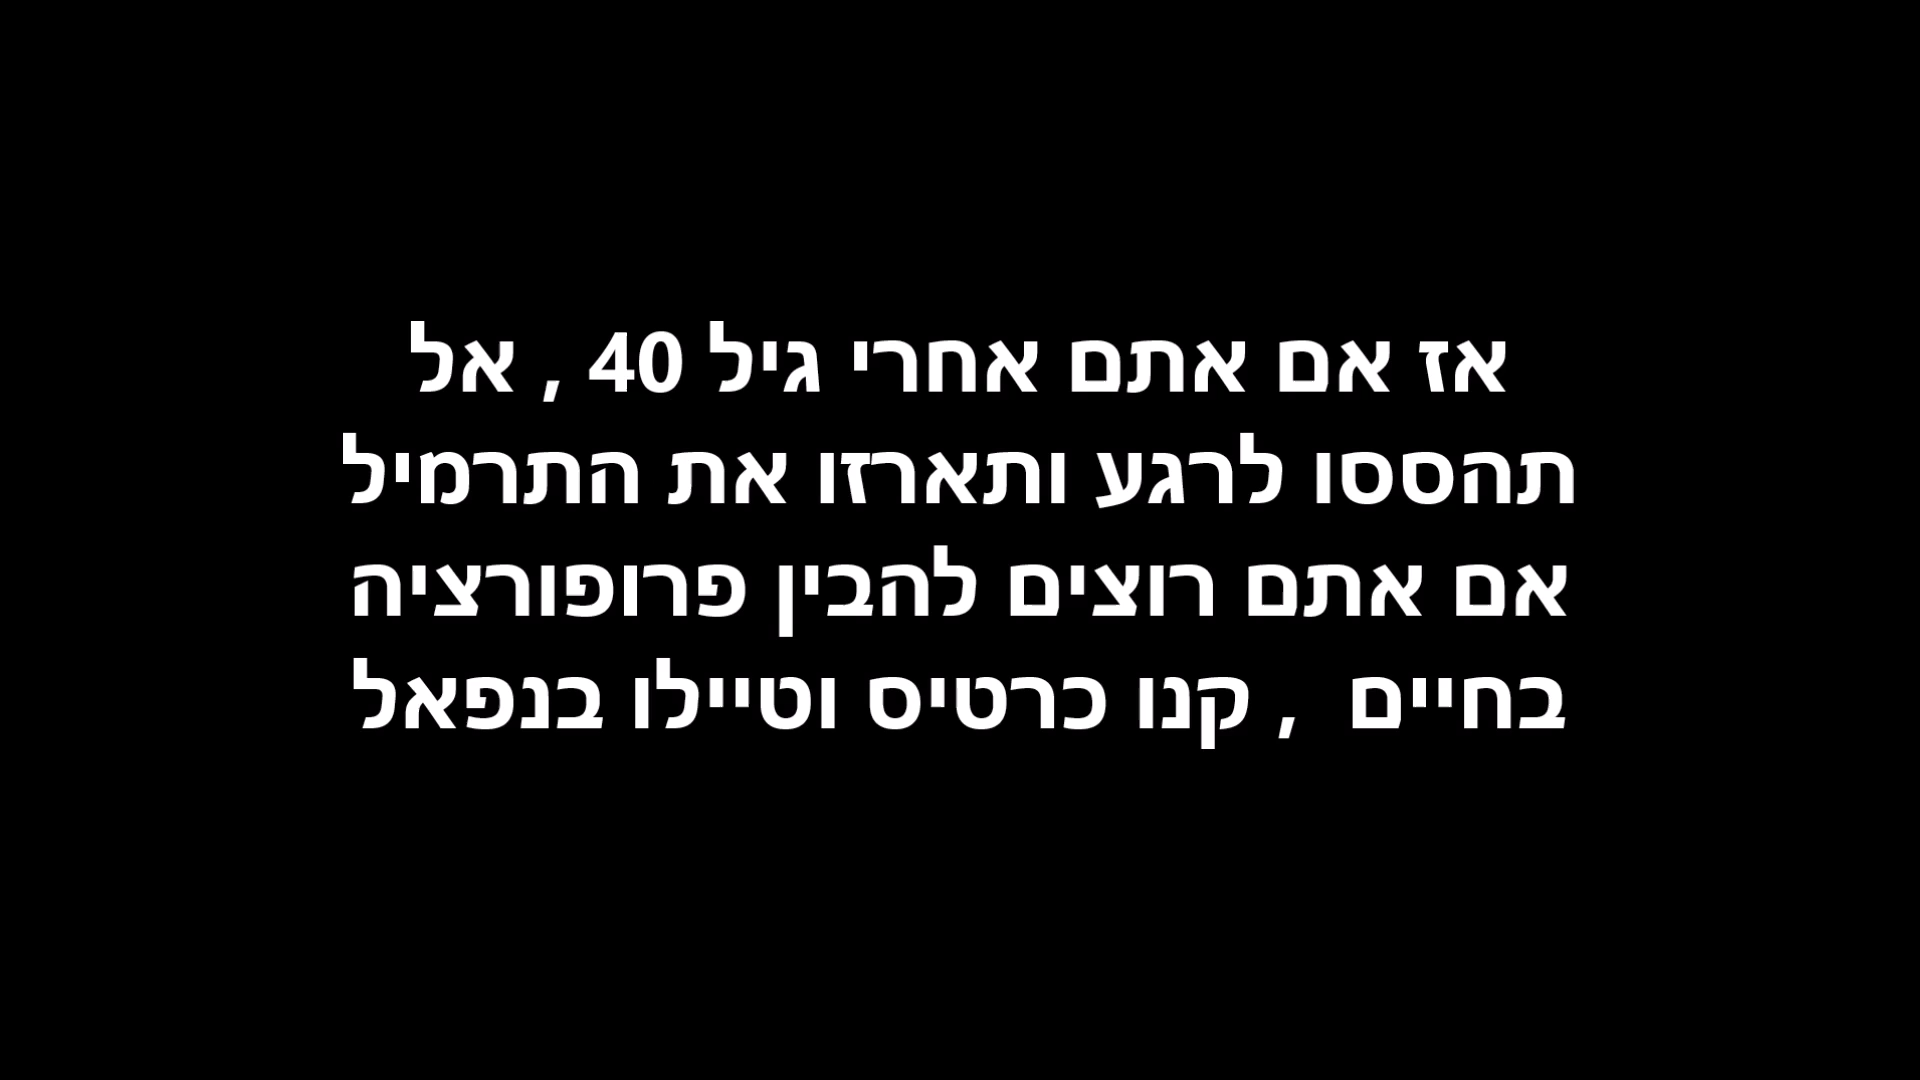 אז אם אתם אחרי גיל 40 , אל
תהססו לרגע ותארזו את התרמיל
אם אתם רוצים להבין פרופורציה
בחיים  , קנו כרטיס וטיילו בנפאל